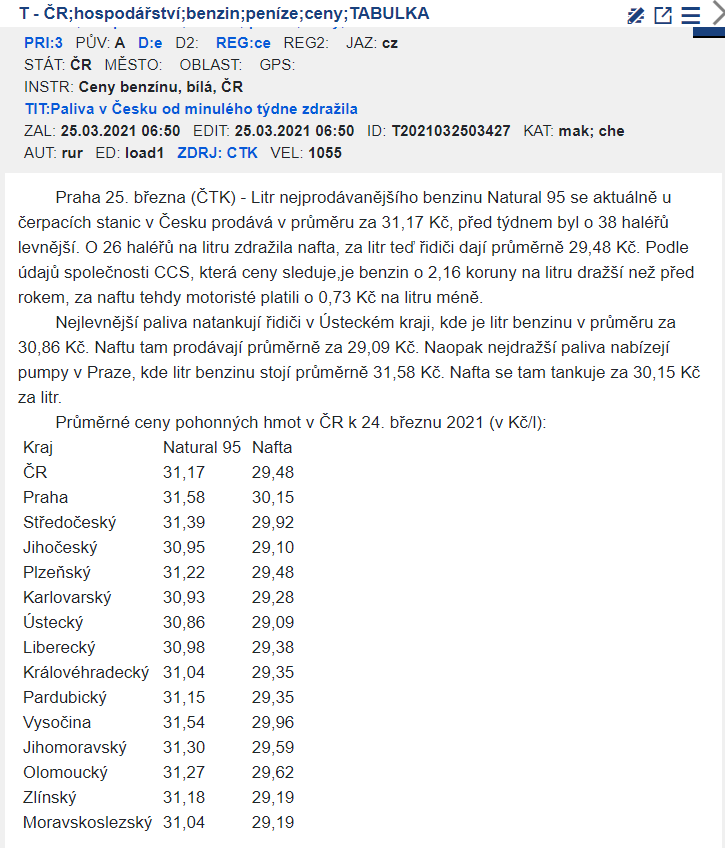 T - ČR;hospodářství;benzin;peníze;ceny;TABULKA
PRI:3 PŮV: A D:e D2: REG:ce REG2: JAZ: cz
STÁT: ČR MĚSTO: OBLAST: GPS:
INSTR: Ceny benzínu, bílá, ČR
TIT:Paliva v Česku od minulého týdne zdražila
ZAL: 25.03.2021 06:50 EDIT: 25.03.2021 06:50 ID: T2021032503427 KAT: mak; che
AUT: rur ED: load1 ZDRJ: CTK VEL: 1055
Praha 25. března (ČTK) - Litr nejprodávanějšího benzinu Natural 95 se aktuálně u
čerpacích stanic v Česku prodává v průměru za 31,17 Kč, před týdnem byl o 38 haléřů
levnější. O 26 haléřů na litru zdražila nafta, za litr teď řidiči dají průměrně 29,48 Kč. Podle
údajů společnosti CCS, která ceny sleduje,je benzin o 2,16 koruny na litru dražší než před
rokem, za naftu tehdy motoristé platili o 0,73 Kč na litru méně.
Nejlevnější paliva natankují řidiči v Ústeckém kraji, kde je litr benzinu v průměru za
30,86 Kč. Naftu tam prodávají průměrně za 29,09 Kč. Naopak nejdražší paliva nabízejí
pumpy v Praze, kde litr benzinu stojí průměrně 31,58 Kč. Nafta se tam tankuje za 30,15 Kč
za litr.
Průměrné ceny pohonných hmot v ČR k 24. březnu 2021 (v Kč/l):
Kraj Natural 95 Nafta
ČR 31,17 29,48
Praha 31,58 30,15
Středočeský 31,39 29,92
Jihočeský 30,95 29,10
Plzeňský 31,22 29,48
Karlovarský 30,93 29,28
Ústecký 30,86 29,09
Liberecký 30,98 29,38
Královéhradecký 31,04 29,35
Pardubický 31,15 29,35
Vysočina 31,54 29,96
Jihomoravský 31,30 29,59
Olomoucký 31,27 29,62
Zlínský 31,18 29,19
Moravskoslezský 31,04 29,19